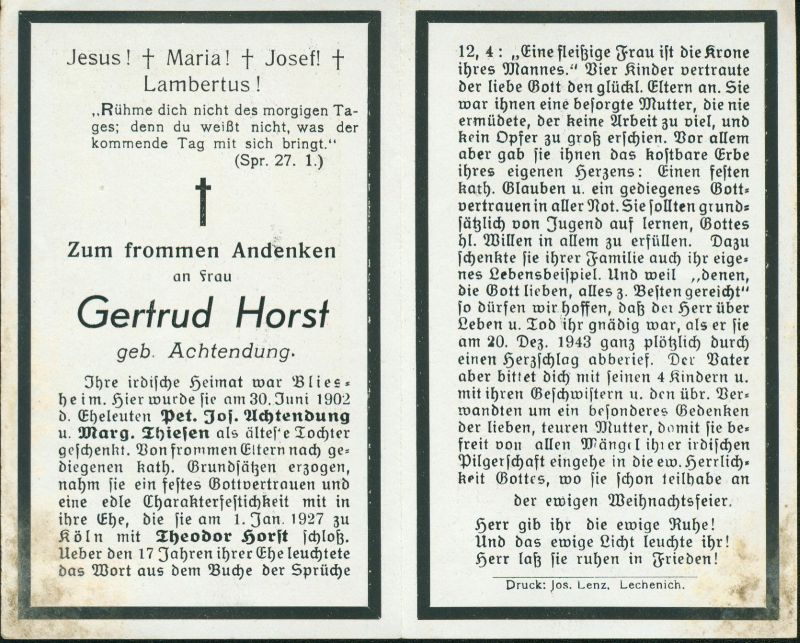 Jesus! † Maria! † Josef! †
Lambertus!
„Rühme dich nicht des morgigen Ta-
ges; denn du weißt nicht, was der
kommende Tag mit sich bringt."
(Spr. 27. 1.)
†
Zum frommen Andenken
an Frau
Gertrud Horst
geb. Achtendung.
Ihre irdische Heimat war Blies-
heim. Hier wurde sie am 30. Juni 1902
d. Eheleuten Pet. Jos. Achtendung
u. Marg. Thiesen als älteste Tochter
geschenkt. Von frommen Eltern nach ge-
diegenen kath. Grundsätzen erzogen,
nahm sie ein festes Gottvertrauen und
eine edle Charakterfestichkeit mit in
ihre Ehe, die sie am 1. Jan. 1927 zu
Köln mit Theodor Horst schloß.
Ueber den 17 Jahren ihrer Ehe leuchtete
das Wort aus dem Buche der Sprüche
12, 4: „Eine fleißige Frau ist die Krone
ihres Mannes." Vier Kinder vertraute
der liebe Gott den glückl. Eltern an. Sie
war ihnen eine besorgte Mutter, die nie
ermüdete, der keine Arbeit zu viel, und
kein Opfer zu groß erschien. Vor allem
aber gab sie ihnen das kostbare Erbe
ihres eigenen Herzens: Einen festen
kath. Glauben u. ein gediegenes Gott-
vertrauen in aller Not. Sie sollten grund-
sätzlich von Jugend auf lernen, Gottes
hl. Willen in allem zu erfüllen. Dazu
schenkte sie ihrer Familie auch ihr eige-
nes Lebensbeispiel. Und weil „denen,
die Gott lieben, alles z. Besten gereicht"
so dürfen wir hoffen, daß der Herr über
Leben u. Tod ihr gnädig war, als er sie
am 20. Dez. 1943 ganz plötzlich durch
einen Herzschlag abberief. Der Vater
aber bittet dich mit seinen 4 Kindern u.
mit ihren Geschwistern u. den übr. Ver-
wandten um ein besonderes Gedenken
der lieben, teuren Mutter, damit sie be-
freit von allen Mängel ihrer irdischen
Pilgerschaft eingehe in die ew. Herrlich-
keit Gottes, wo sie schon teilhabe an
der ewigen Weihnachtsfeier.
Herr gib ihr die ewige Ruhe!
Und das ewige Licht leuchte ihr!
Herr laß sie ruhen in Frieden!
Druck: Jos. Lenz, Lechenich.